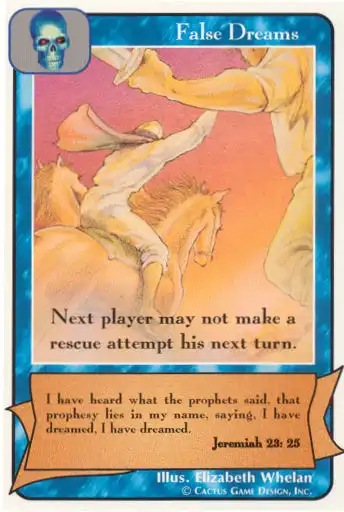 False Dreams
Next player may not make a
rescue attempt his next turn.
I have heard what the prophets said, that
prophesy lies in my name, saying, I have
dreamed, I have dreamed.
Jeremiah 23: 25
Illus. Elizabeth Whelan
© Cactus Game Design, Inc.